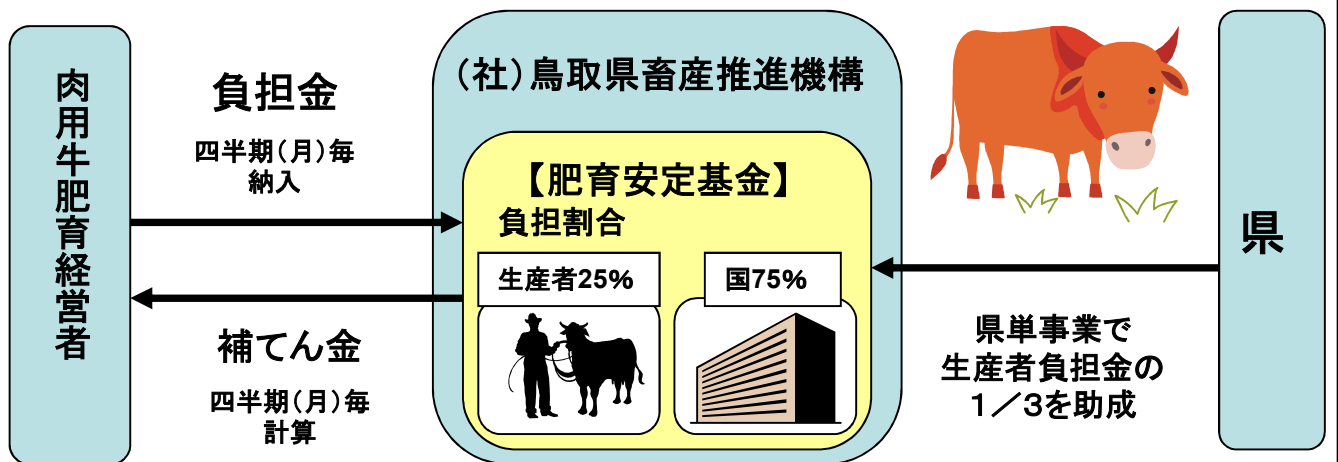 肉用牛肥育経営者
負担金
四半期（月）毎
納入
補てん金
四半期（月）毎
計算
（社）鳥取県畜産推進機構
【肥育安定基金】
負担割合
生産者25%
国75%
県単事業で
生産者負担金の
１／３を助成
県